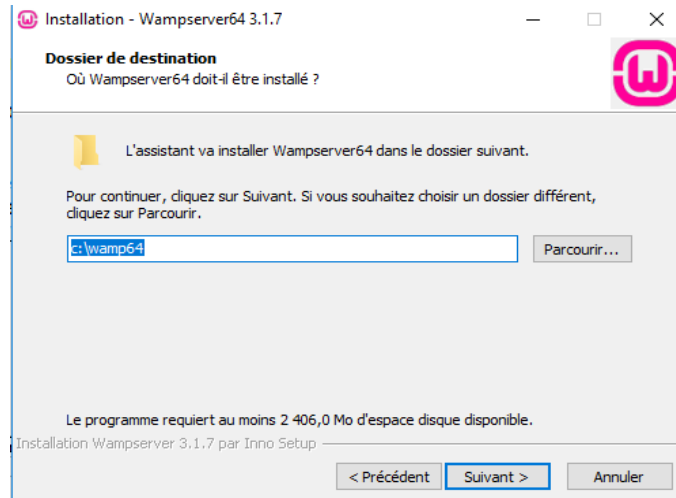 Installation - Wampserver64 3.1.7
Dossier de destination
Où Wampserver64 doit-il être installé ?
L'assistant va installer Wampserver64 dans le dossier suivant.
Pour continuer, cliquez sur Suivant. Si vous souhaitez choisir un dossier différent,
cliquez sur Parcourir.
c:\wamp64
Parcourir...
Le programme requiert au moins 2 406,0 Mo d'espace disque disponible.
Installation Wampserver 3.1.7 par Inno Setup
< Précédent Suivant > Annuler